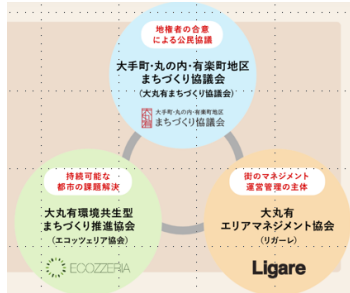 地権者の合意
による公民協議
大手町・丸の内・有楽町地区
まちづくり協議会
（大丸有まちづくり協議会）
大手町・丸の内・有楽町地区
まちづくり協議会
持続可能な
都市の課題解決
大丸有環境共生型
まちづくり推進協会
（エコッツェリア協会）
ECOZZERIA
街のマネジメント
運営管理の主体
大丸有
エリアマネジメント協会
（リガーレ）
Ligare